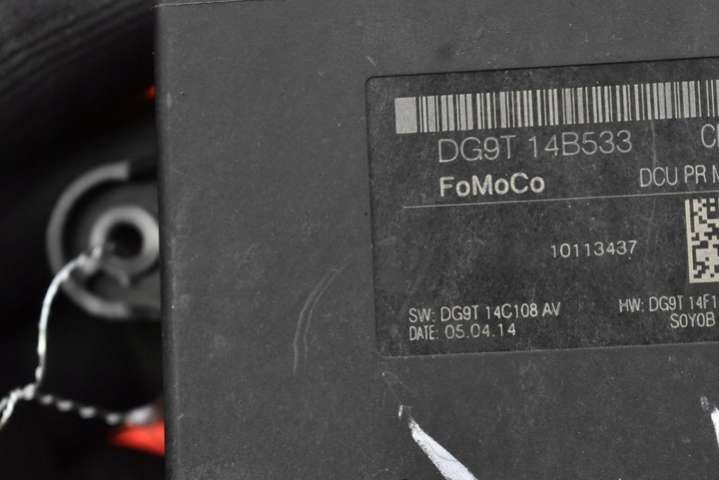 DG9T 14B533
FoMoCo DCU PR
10113437
SW: DG9T 14C108 AV HW: DG9T 14F1
DATE: 05.04.14 S0Y0B